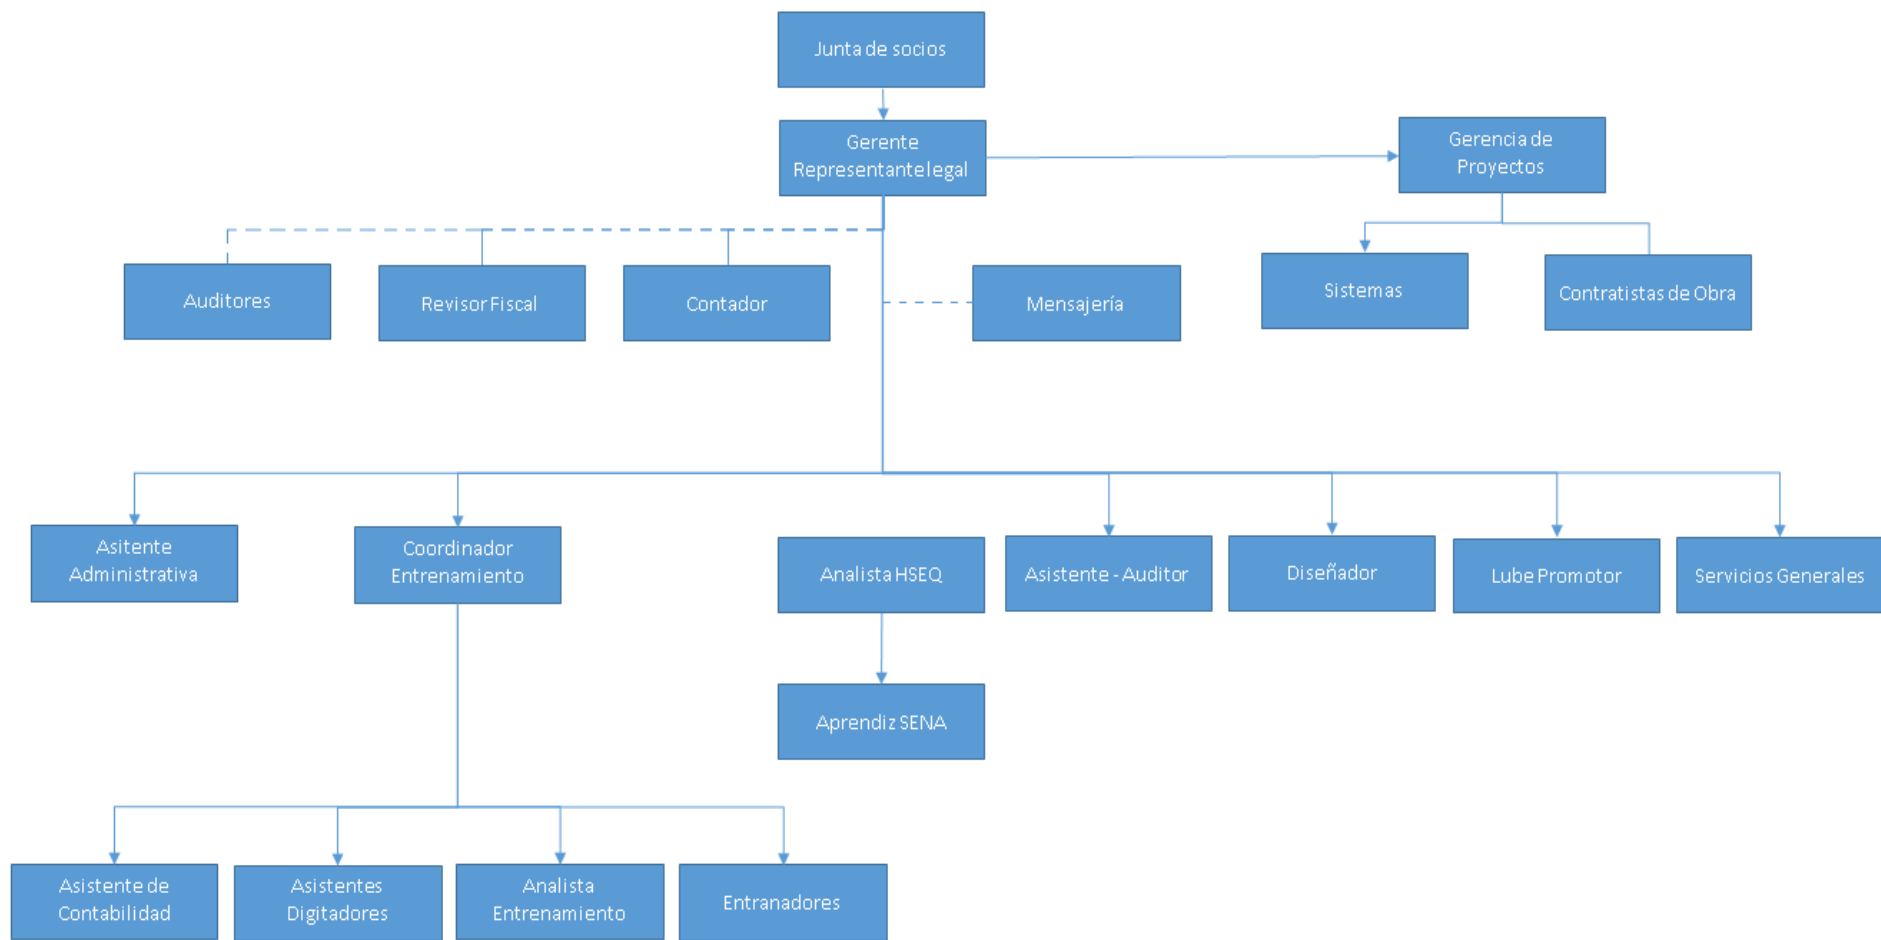 Junta de socios
Gerente
Representante legal
Gerencia de
Proyectos
Auditores
Revisor Fiscal
Contador
Mensajería
Sistemas
Contratistas de Obra
Asitente
Administrativa
Coordinador
Entrenamiento
Analista HSEQ
Asistente - Auditor
Diseñador
Lube Promotor
Servicios Generales
Aprendiz SENA
Asistente de
Contabilidad
Asistentes
Digitadores
Analista
Entrenamiento
Entranadores